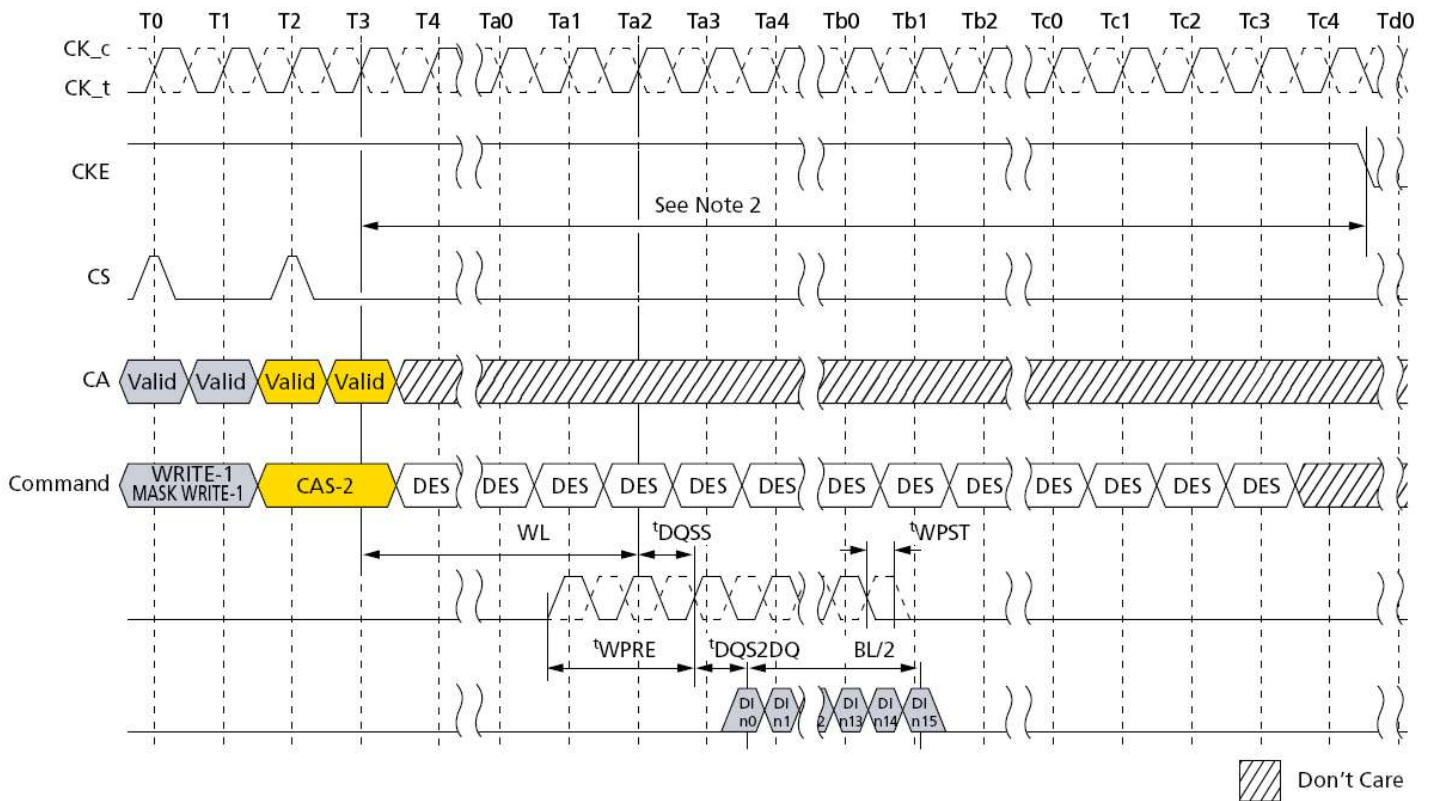 T0 T1 T2 T3 T4 Ta0 Ta1 Ta2 Ta3 Ta4 Tb0 Tb1 Tb2 Tc0 Tc1 Tc2 Tc3 Tc4 Td0
CK_c
CK_t
CKE
See Note 2
CS
CA Valid Valid Valid Valid
Command WRITE-1 MASK WRITE-1 CAS-2 DES DES DES DES DES DES DES DES DES DES DES DES DES
WL tDQSS tWPST
tWPRE tDQS2DQ BL/2
DI n0 DI n1 2 DI n13 DI n14 DI n15
Don't Care